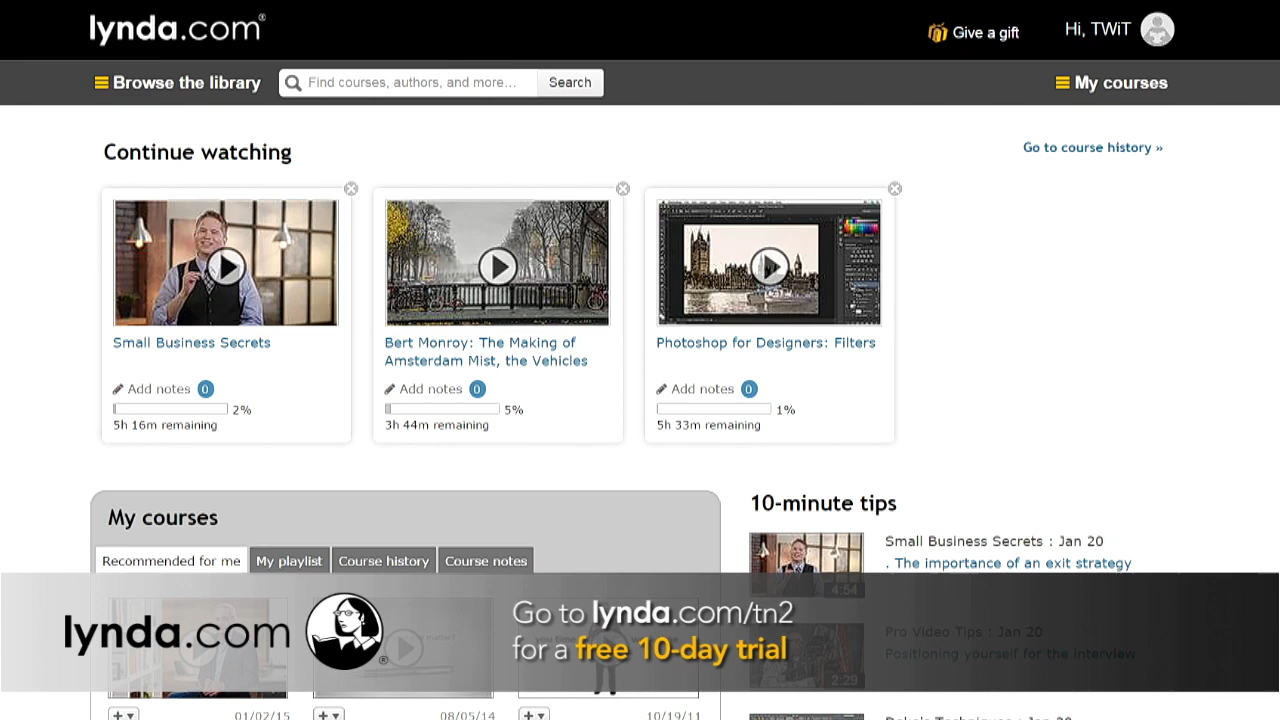 lynda.com®
Give a gift
Hi, TWiT
Browse the library
Find courses, authors, and more...
Search
My courses
Continue watching
Go to course history »
Small Business Secrets
Add notes 0
2%
5h 16m remaining
Bert Monroy: The Making of
Amsterdam Mist, the Vehicles
Add notes 0
5%
3h 44m remaining
Photoshop for Designers: Filters
Add notes 0
1%
5h 33m remaining
My courses
Recommended for me
My playlist
Course history
Course notes
01/02/15
08/05/14
10/19/11
10-minute tips
Small Business Secrets : Jan 20
. The importance of an exit strategy
4:54
Pro Video Tips : Jan 20
Positioning yourself for the interview
2:29
lynda.com ®
Go to lynda.com/tn2
for a free 10-day trial